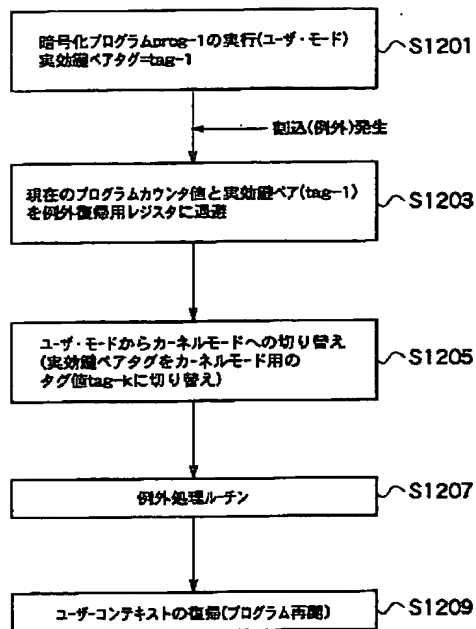 暗号化プログラムprog-1の実行(ユーザ・モード)
実効鍵ペアタグ=tag-1
S1201
割込(例外)発生
現在のプログラムカウンタ値と実効鍵ペア(tag-1)
を例外復帰用レジスタに退避
S1203
ユーザ・モードからカーネルモードへの切り替え
(実効鍵ペアタグをカーネルモード用の
タグ値tag-kに切り替え)
S1205
例外処理ルーチン
S1207
ユーザーコンテキストの復帰(プログラム再開)
S1209